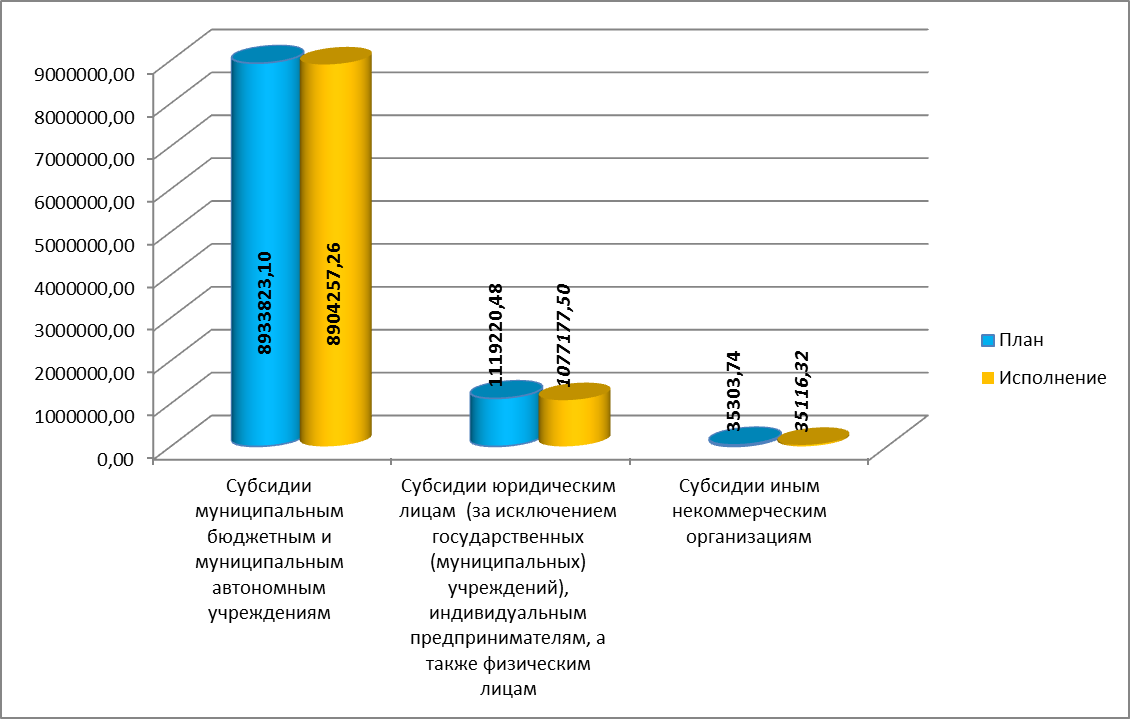 9000000,00
8000000,00
7000000,00
6000000,00
5000000,00
4000000,00
3000000,00
2000000,00
1000000,00
0,00
8933823,10
8904257,26
1119220,48
1077177,50
35303,74
35116,32
План
Исполнение
Субсидии
муниципальным
бюджетным и
муниципальным
автономным
учреждениям
Субсидии юридическим
лицам (за исключением
государственных
(муниципальных)
учреждений),
индивидуальным
предпринимателям, а
также физическим
лицам
Субсидии иным
некоммерческим
организациям